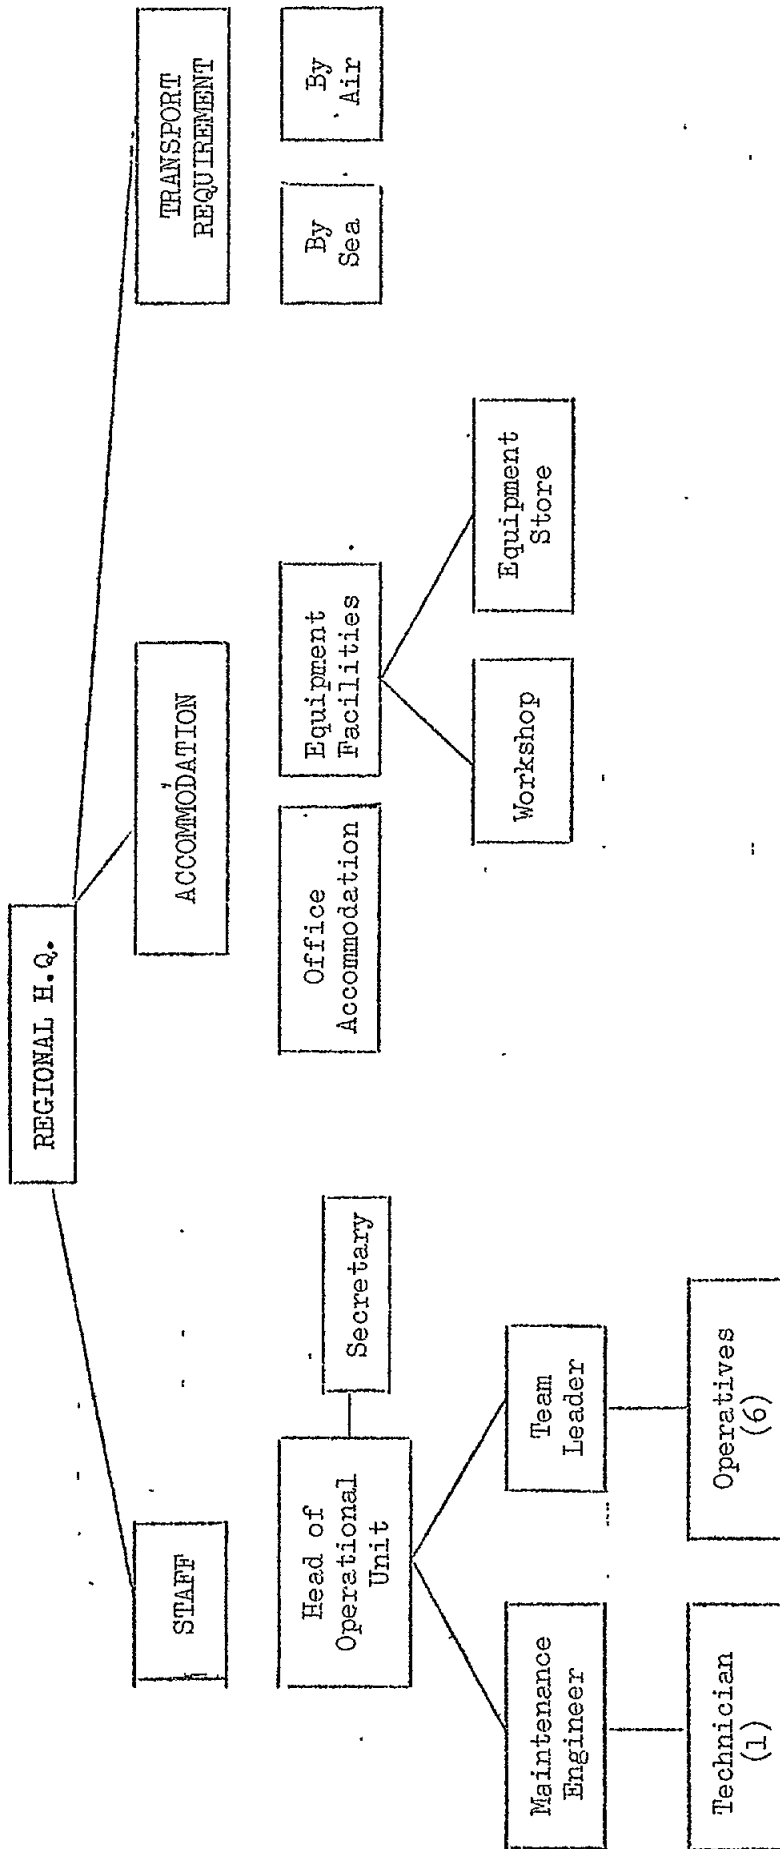 REGIONAL H.Q.
STAFF
ACCOMMODATION
TRANSPORT
REQUIREMENT
Head of
Operational
Unit
Secretary
Office
Accommodation
Equipment
Facilities
By
Sea
By
Air
Maintenance
Engineer
Team
Leader
Workshop
Equipment
Store
Technician
(1)
Operatives
(6)